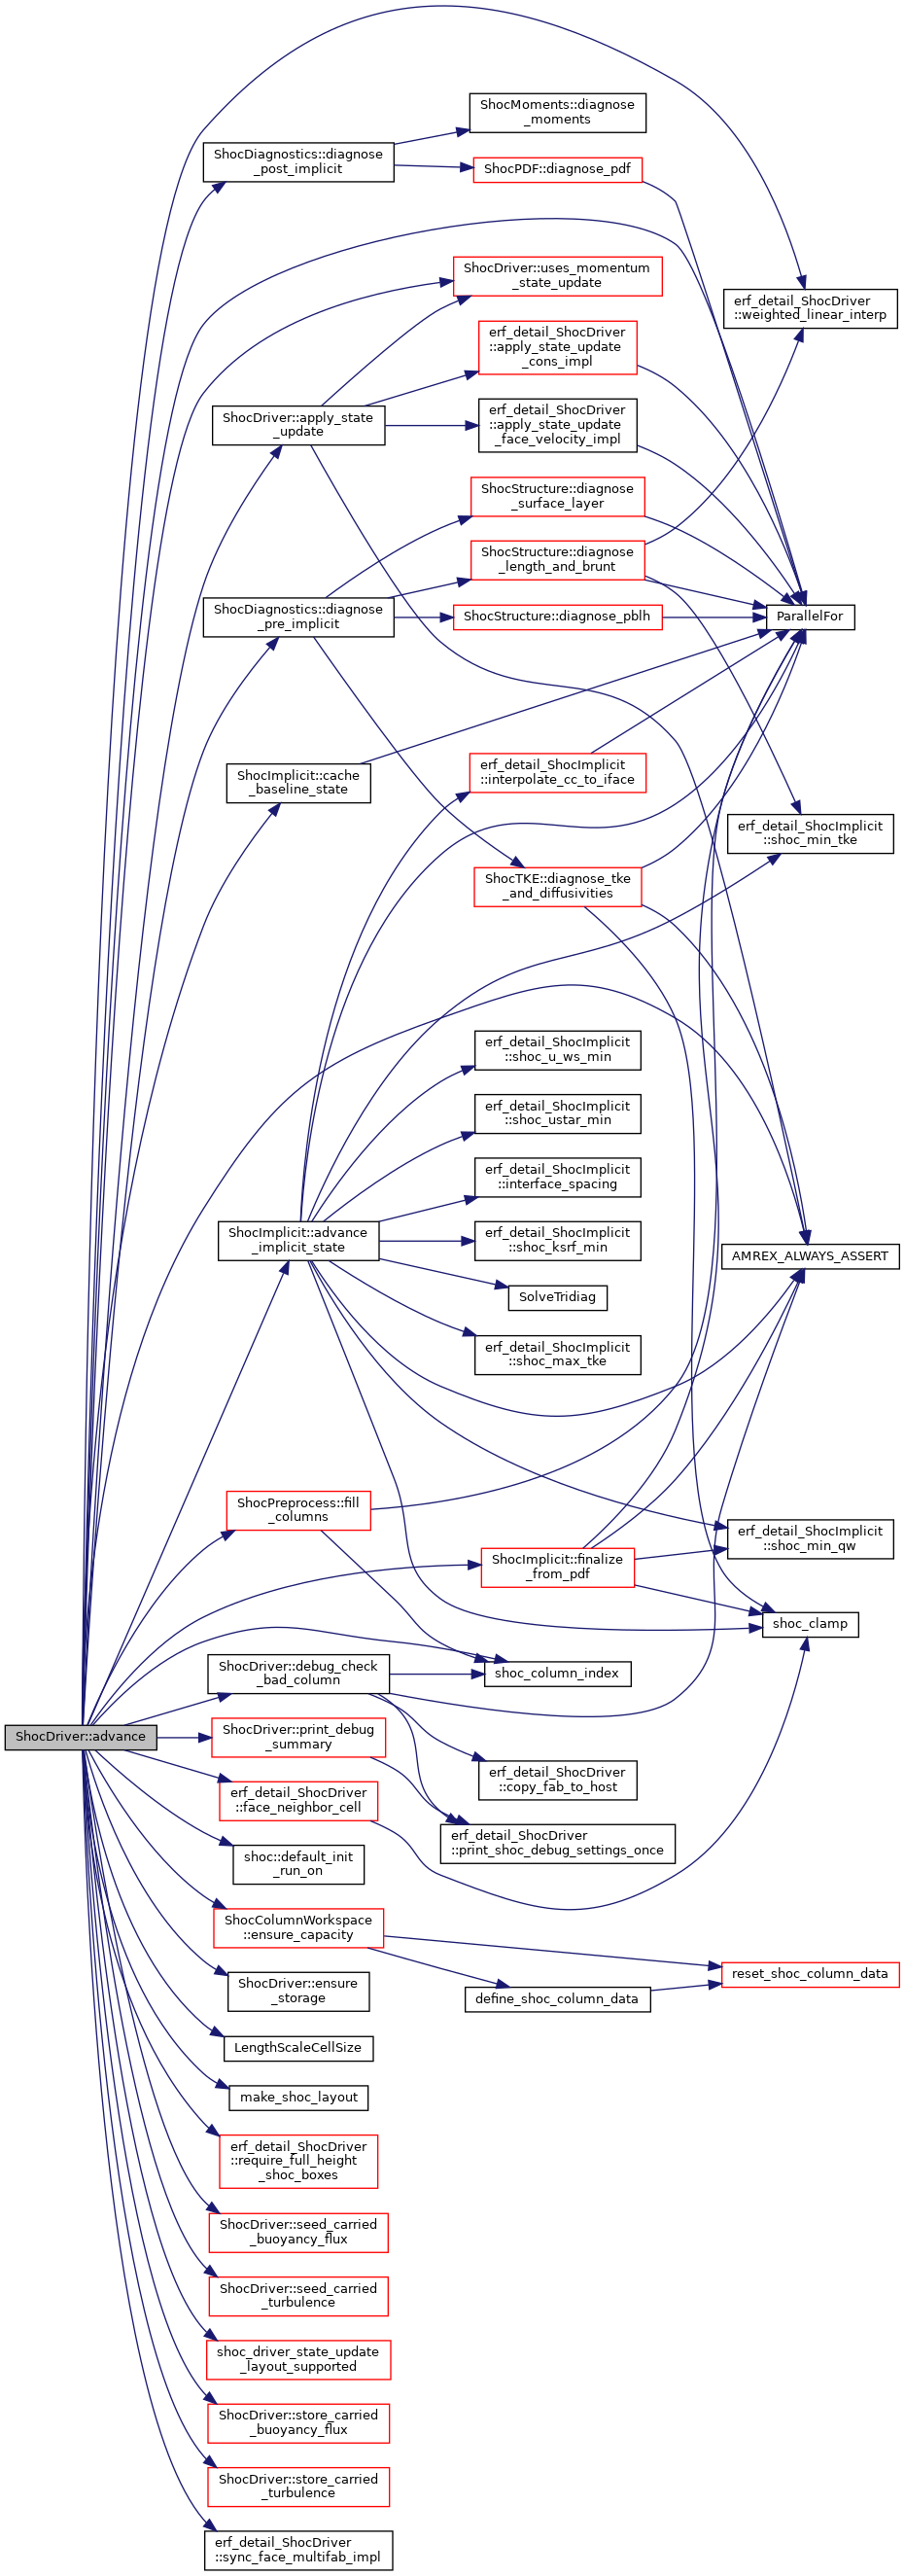 ShocMoments::diagnose
_moments
ShocDiagnostics::diagnose
_post_implicit
ShocPDF::diagnose_pdf
ShocDriver::uses_momentum
_state_update
erf_detail_ShocDriver
::weighted_linear_interp
erf_detail_ShocDriver
::apply_state_update
_cons_impl
ShocDriver::apply_state
_update
erf_detail_ShocDriver
::apply_state_update
_face_velocity_impl
ShocStructure::diagnose
_surface_layer
ShocStructure::diagnose
_length_and_brunt
ShocDiagnostics::diagnose
_pre_implicit
ShocStructure::diagnose_pblh
ParallelFor
ShocImplicit::cache
_baseline_state
erf_detail_ShocImplicit
::interpolate_cc_to_iface
erf_detail_ShocImplicit
::shoc_min_tke
ShocTKE::diagnose_tke
_and_diffusivities
erf_detail_ShocImplicit
::shoc_u_ws_min
erf_detail_ShocImplicit
::shoc_ustar_min
erf_detail_ShocImplicit
::interface_spacing
ShocImplicit::advance
_implicit_state
erf_detail_ShocImplicit
::shoc_ksrf_min
AMREX_ALWAYS_ASSERT
SolveTridiag
erf_detail_ShocImplicit
::shoc_max_tke
ShocPreprocess::fill
_columns
erf_detail_ShocImplicit
::shoc_min_qw
ShocImplicit::finalize
_from_pdf
shoc_clamp
ShocDriver::debug_check
_bad_column
shoc_column_index
ShocDriver::advance
ShocDriver::print_debug
_summary
erf_detail_ShocDriver
::copy_fab_to_host
erf_detail_ShocDriver
::face_neighbor_cell
erf_detail_ShocDriver
::print_shoc_debug_settings_once
shoc::default_init
_run_on
ShocColumnWorkspace
::ensure_capacity
reset_shoc_column_data
ShocDriver::ensure
_storage
define_shoc_column_data
LengthScaleCellSize
make_shoc_layout
erf_detail_ShocDriver
::require_full_height
_shoc_boxes
ShocDriver::seed_carried
_buoyancy_flux
ShocDriver::seed_carried
_turbulence
shoc_driver_state_update
_layout_supported
ShocDriver::store_carried
_buoyancy_flux
ShocDriver::store_carried
_turbulence
erf_detail_ShocDriver
::sync_face_multifab_impl